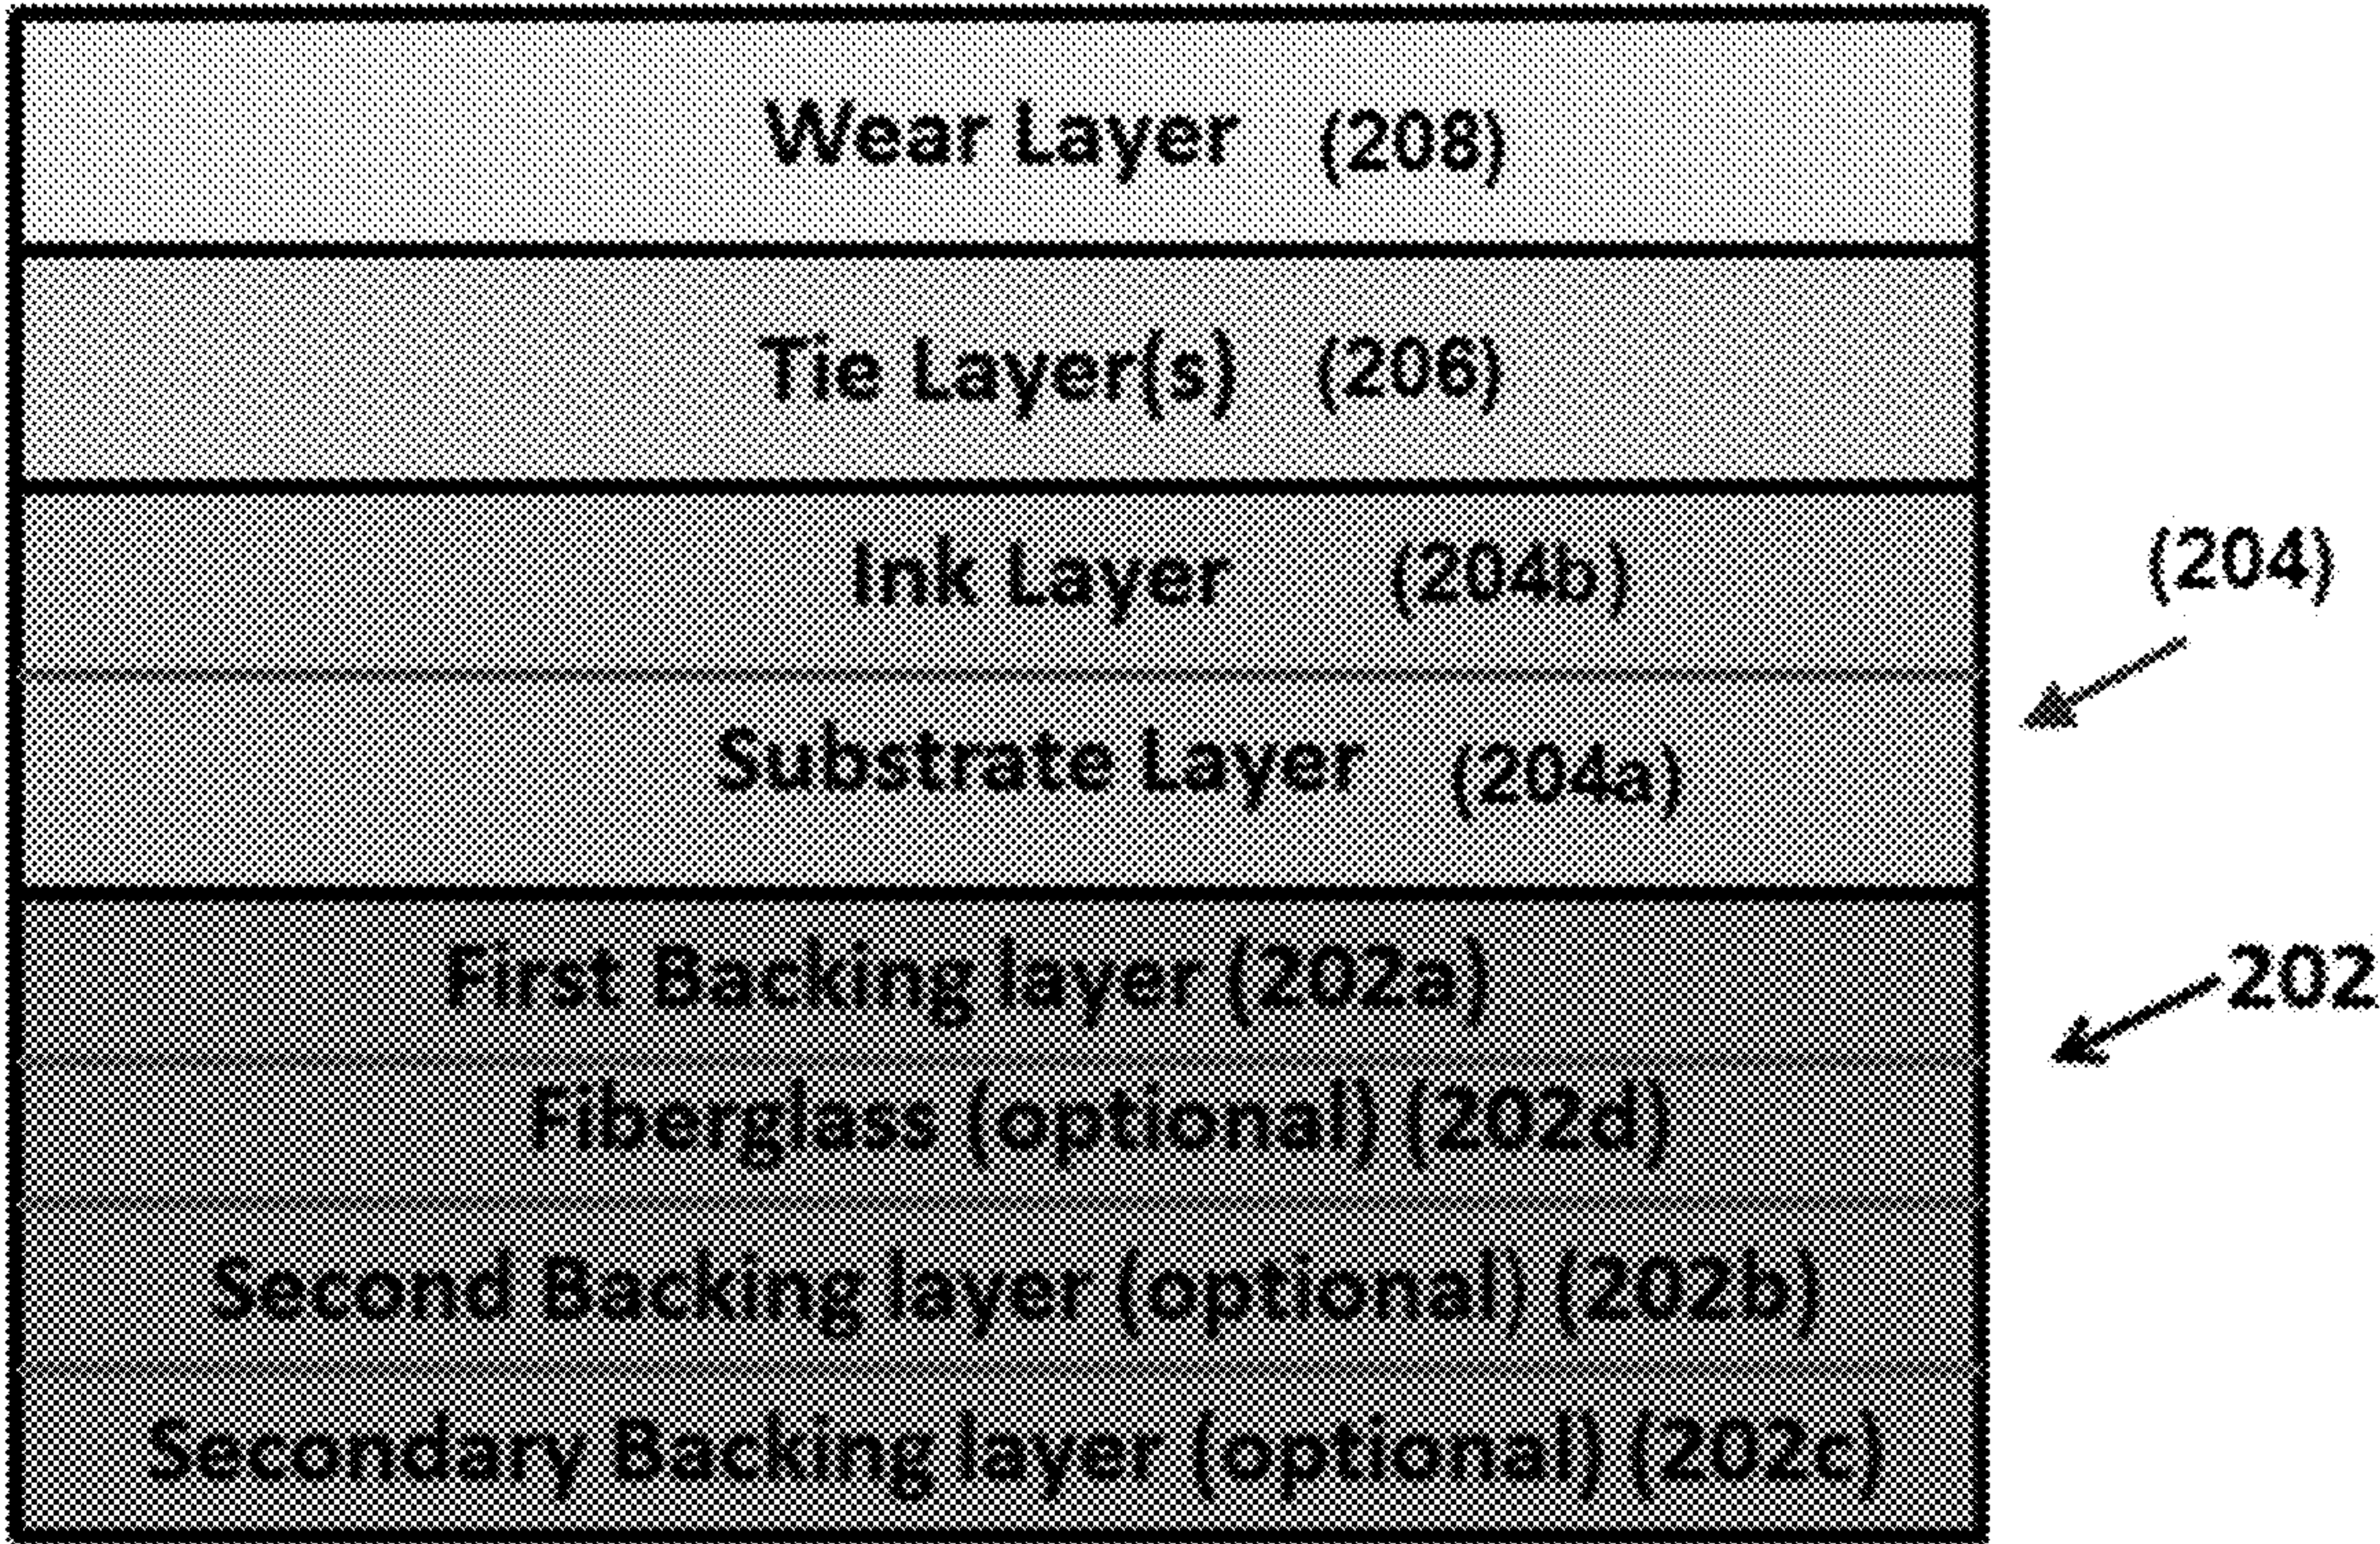 Wear Layer (208)
Tie Layer(s) (206)
Ink Layer (204b)
(204)
Substrate Layer (204a)
First Backing layer (202a)
202
Fiberglass (optional) (202d)
Second Backing layer (optional) (202b)
Secondary Backing layer (optional) (202c)